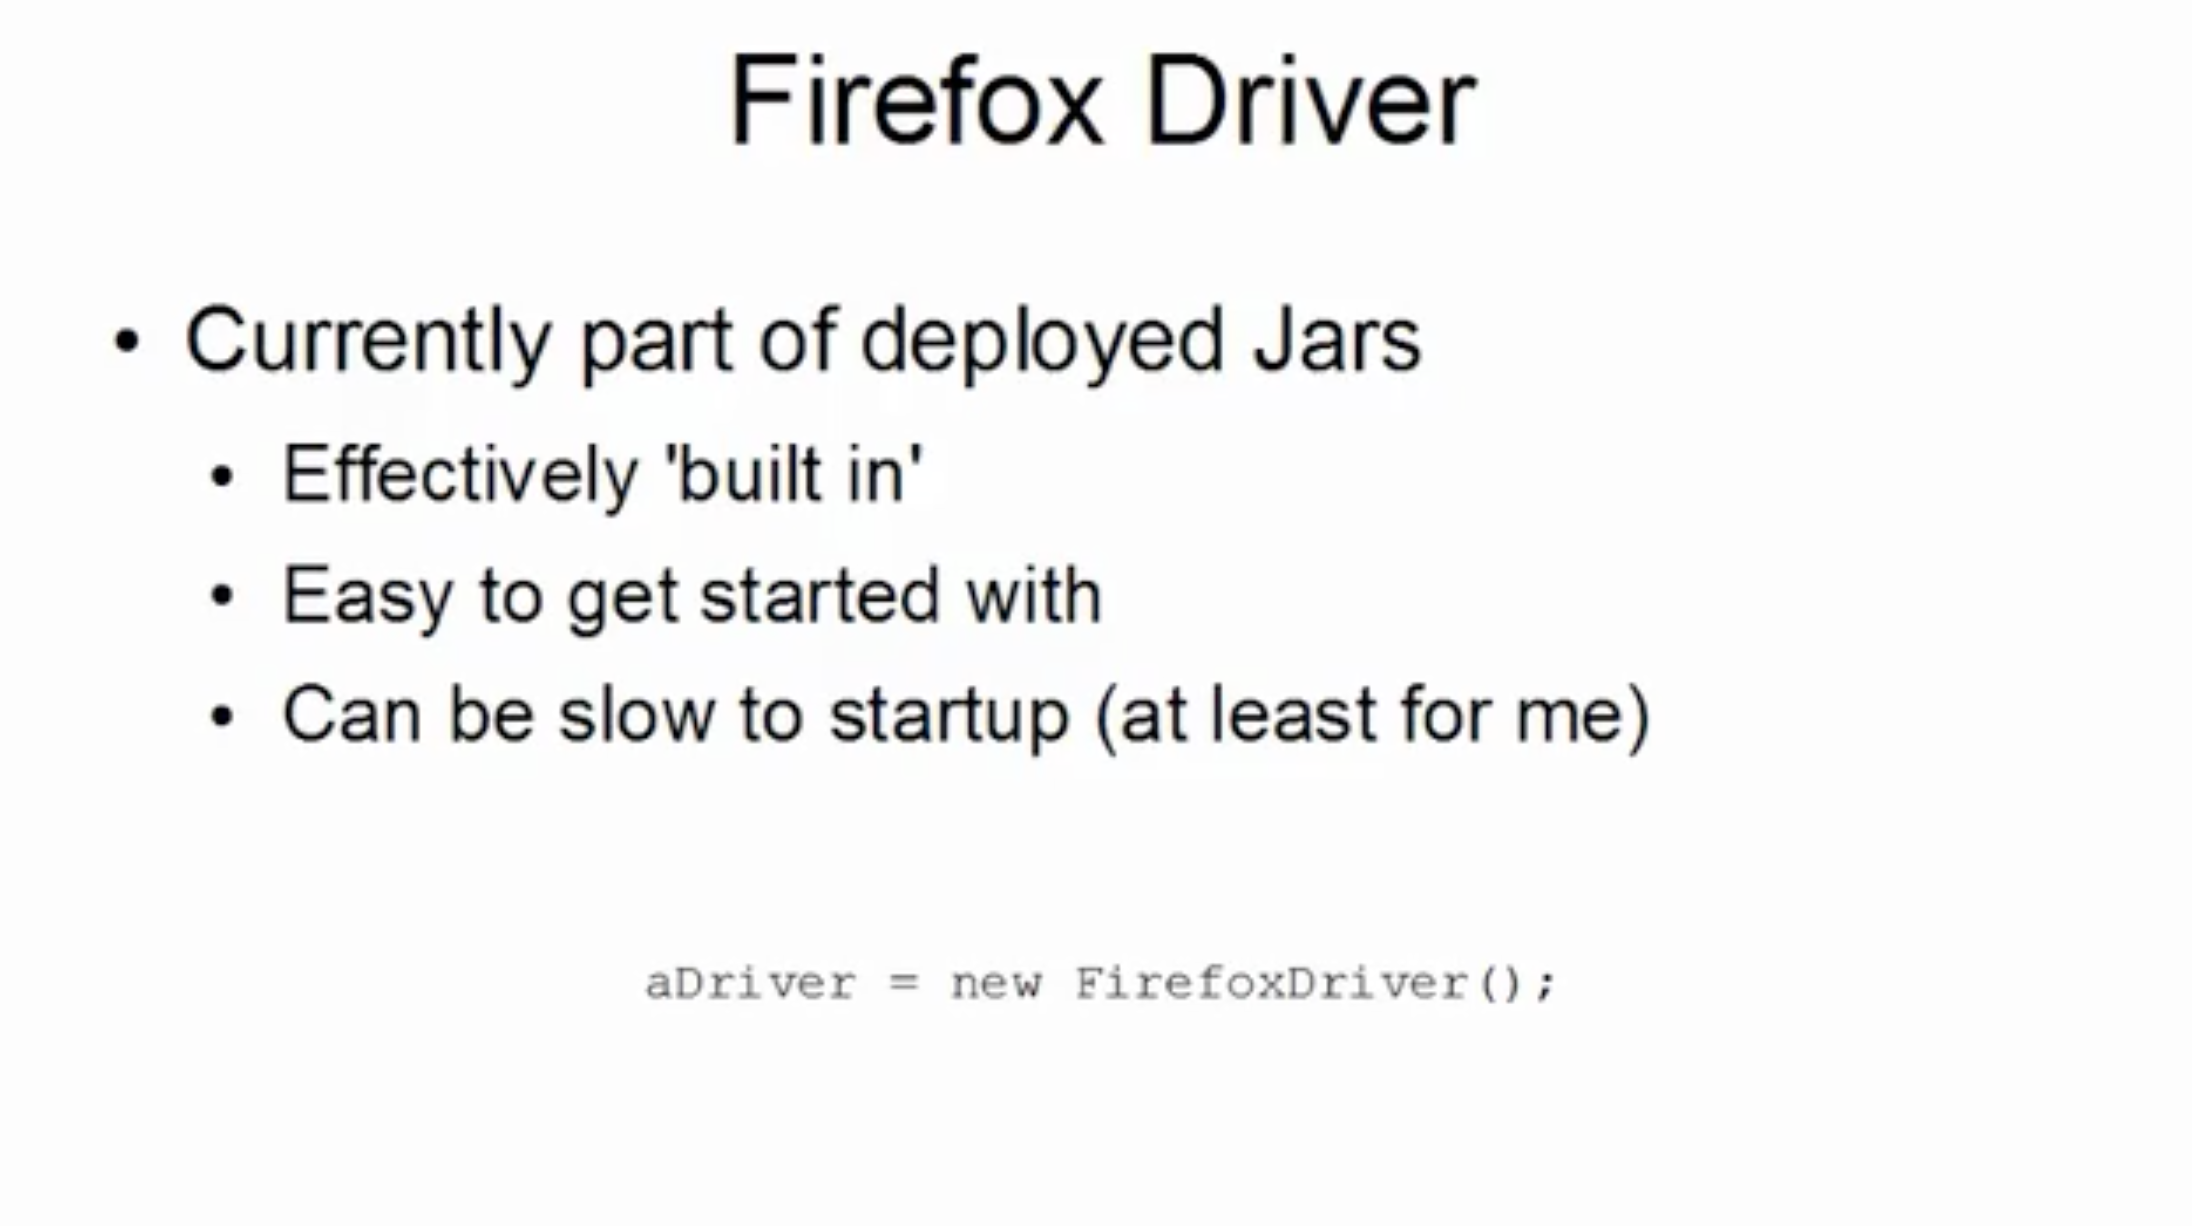 Firefox Driver
• Currently part of deployed Jars
• Effectively 'built in'
• Easy to get started with
• Can be slow to startup (at least for me)
aDriver = new FirefoxDriver();